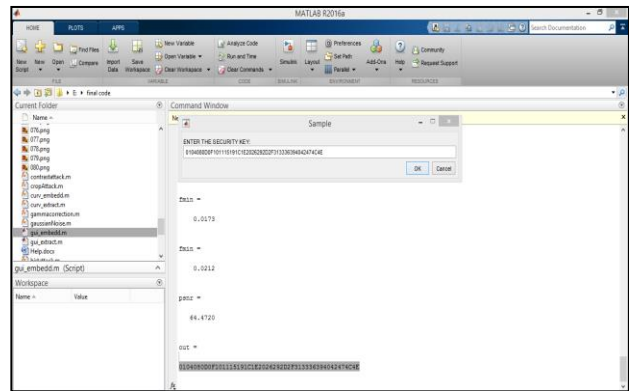 MATLAB R2016a
HOME PLOTS APPS
Search Documentation
New Script New Open Find Files Compare
Import Data Save Workspace New Variable Open Variable Clear Workspace
Analyze Code Run and Time Clear Commands
Simulink Layout Preferences Set Path Parallel Add-Ons
Help Community Request Support
FILE VARIABLE CODE SIMULINK ENVIRONMENT RESOURCES
E: final code
Current Folder
Name
076.png
077.png
078.png
079.png
080.png
contrastattack.m
cropAttack.m
curv_embedd.m
curv_extract.m
gammacorrection.m
gaussianNoise.m
gui_embedd.m
gui_extract.m
Help.docx
gui_embedd.m (Script)
Workspace
Name Value
Command Window
Sample
ENTER THE SECURITY KEY:
OK Cancel
fmin =
0.0173
fmin =
0.0212
psnr =
64.4720
out =